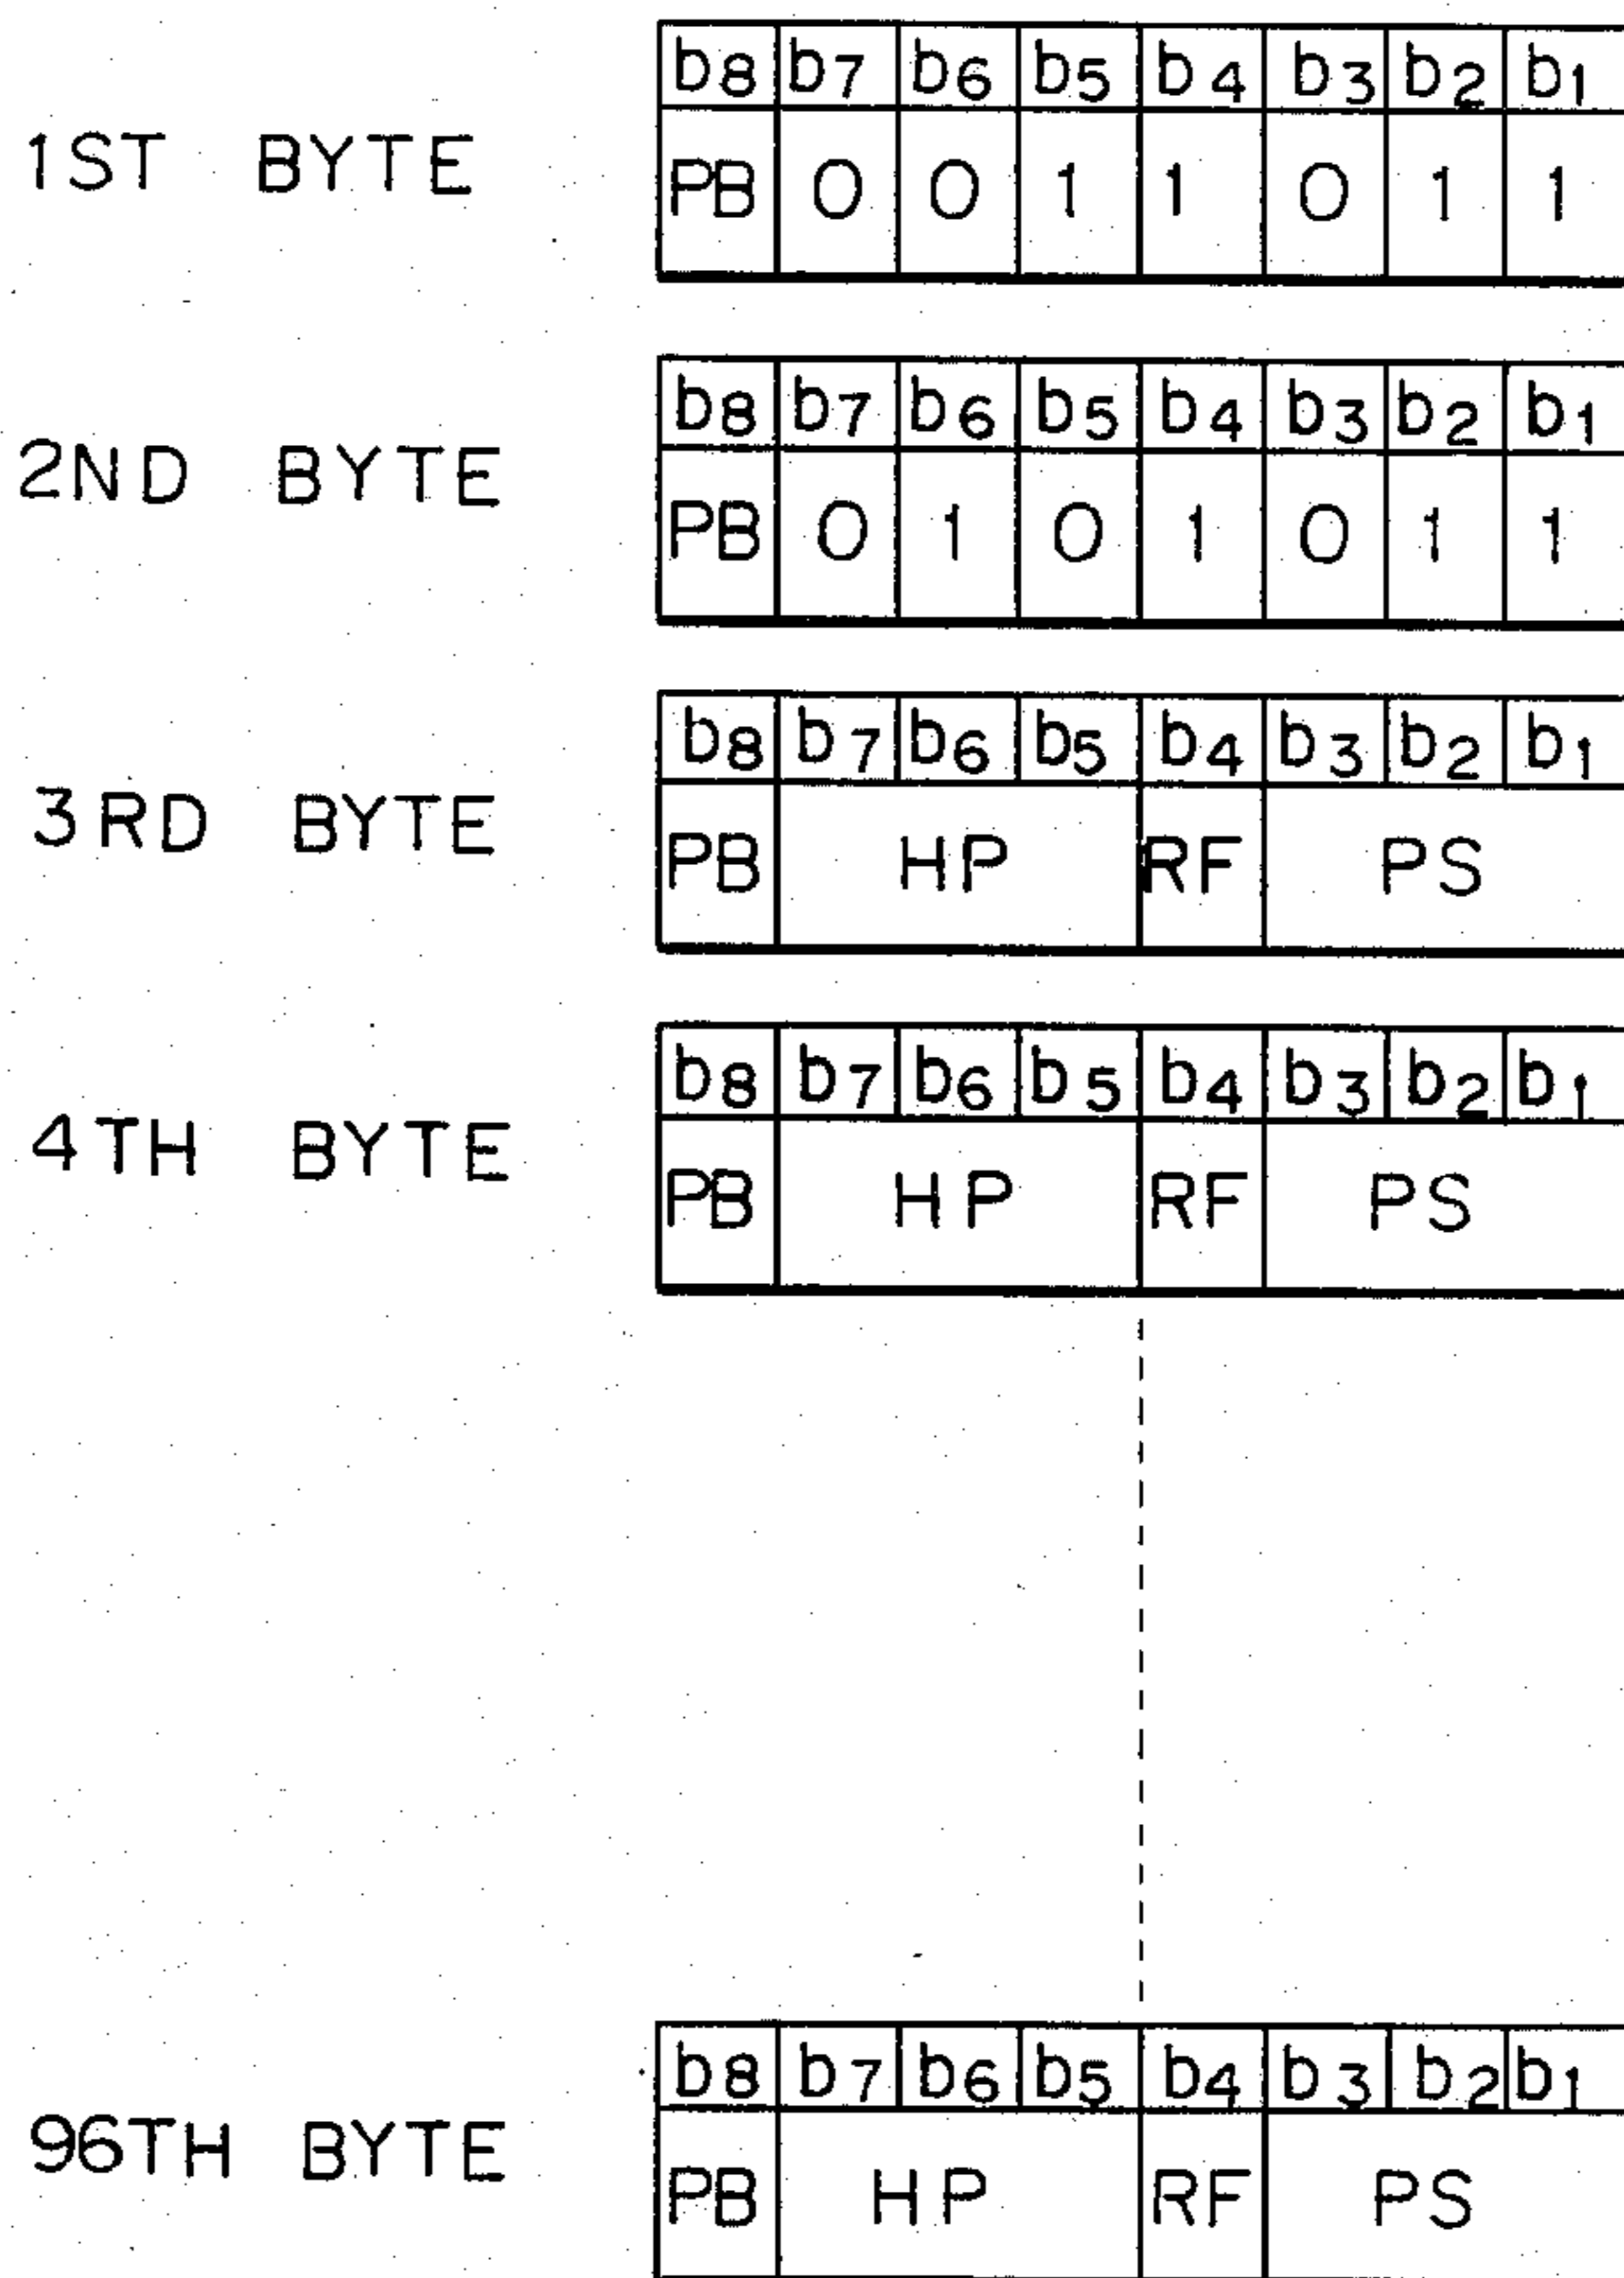 b8 b7 b6 b5 b4 b3 b2 b1
1ST BYTE PB 0 0 1 1 0 1 1
b8 b7 b6 b5 b4 b3 b2 b1
2ND BYTE PB 0 1 0 1 0 1 1
b8 b7 b6 b5 b4 b3 b2 b1
3RD BYTE PB HP RF PS
b8 b7 b6 b5 b4 b3 b2 b1
4TH BYTE PB HP RF PS
b8 b7 b6 b5 b4 b3 b2 b1
96TH BYTE PB HP RF PS